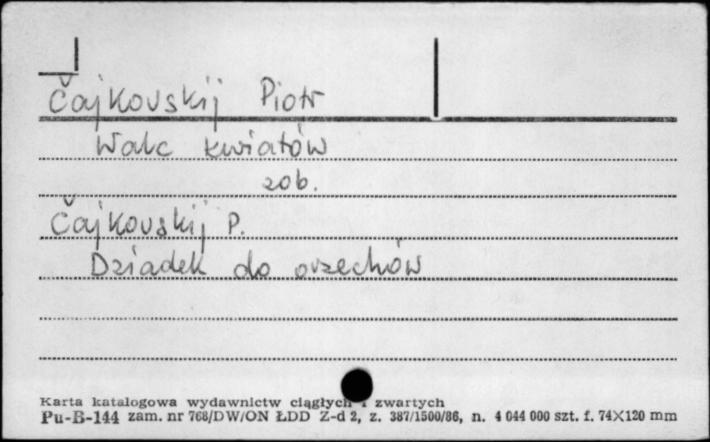 Čajkovskij Piotr
Walc kwiatów
zob.
Čajkovskij P.
Dziadek do orzechów
Karta katalogowa wydawnictw ciągłych i zwartych
Pu-B-144 zam. nr 768/DW/ON ŁDD Z-d 2, z. 387/1500/86, n. 4 044 000 szt. f. 74X120 mm